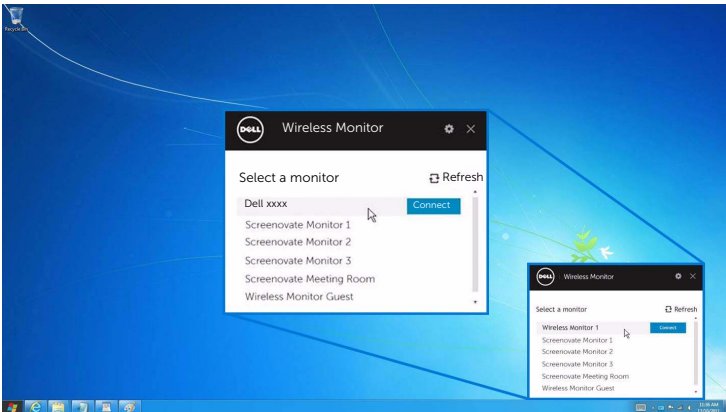 Recycle Bin
DELL
Wireless Monitor
Select a monitor
Refresh
Dell xxxx
Connect
Screenovate Monitor 1
Screenovate Monitor 2
Screenovate Monitor 3
Screenovate Meeting Room
Wireless Monitor Guest
DELL
Wireless Monitor
Select a monitor
Refresh
Wireless Monitor 1
Connect
Screenovate Monitor 1
Screenovate Monitor 2
Screenovate Monitor 3
Screenovate Meeting Room
Wireless Monitor Guest